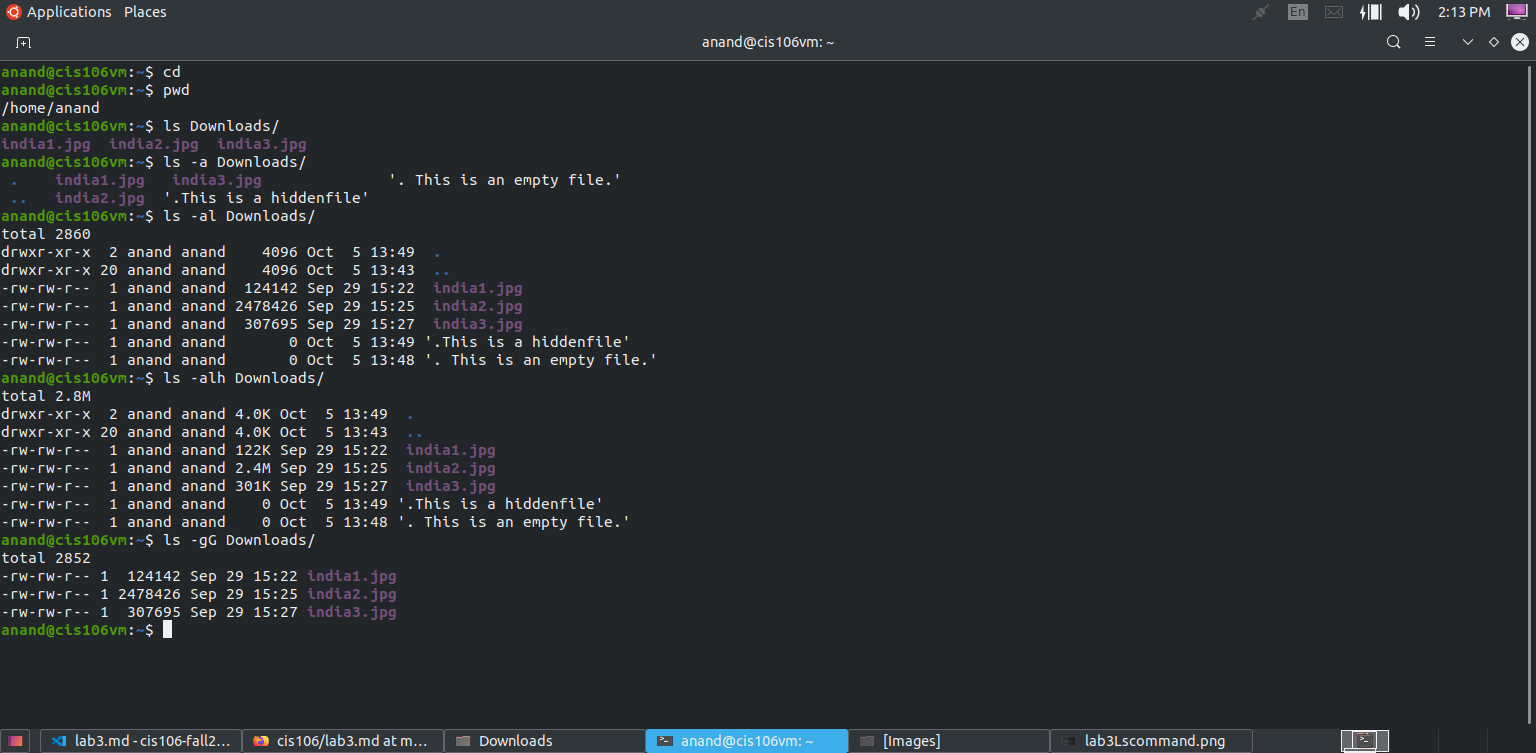 Applications Places En 2:13 PM
anand@cis106vm: ~
anand@cis106vm:~$ cd
anand@cis106vm:~$ pwd
/home/anand
anand@cis106vm:~$ ls Downloads/
india1.jpg  india2.jpg  india3.jpg
anand@cis106vm:~$ ls -a Downloads/
 .    india1.jpg   india3.jpg              '. This is an empty file.'
 ..   india2.jpg  '.This is a hiddenfile'
anand@cis106vm:~$ ls -al Downloads/
total 2860
drwxr-xr-x  2 anand anand    4096 Oct  5 13:49  .
drwxr-xr-x 20 anand anand    4096 Oct  5 13:43  ..
-rw-rw-r--  1 anand anand  124142 Sep 29 15:22  india1.jpg
-rw-rw-r--  1 anand anand 2478426 Sep 29 15:25  india2.jpg
-rw-rw-r--  1 anand anand  307695 Sep 29 15:27  india3.jpg
-rw-rw-r--  1 anand anand       0 Oct  5 13:49 '.This is a hiddenfile'
-rw-rw-r--  1 anand anand       0 Oct  5 13:48 '. This is an empty file.'
anand@cis106vm:~$ ls -alh Downloads/
total 2.8M
drwxr-xr-x  2 anand anand 4.0K Oct  5 13:49  .
drwxr-xr-x 20 anand anand 4.0K Oct  5 13:43  ..
-rw-rw-r--  1 anand anand 122K Sep 29 15:22  india1.jpg
-rw-rw-r--  1 anand anand 2.4M Sep 29 15:25  india2.jpg
-rw-rw-r--  1 anand anand 301K Sep 29 15:27  india3.jpg
-rw-rw-r--  1 anand anand    0 Oct  5 13:49 '.This is a hiddenfile'
-rw-rw-r--  1 anand anand    0 Oct  5 13:48 '. This is an empty file.'
anand@cis106vm:~$ ls -gG Downloads/
total 2852
-rw-rw-r-- 1  124142 Sep 29 15:22 india1.jpg
-rw-rw-r-- 1 2478426 Sep 29 15:25 india2.jpg
-rw-rw-r-- 1  307695 Sep 29 15:27 india3.jpg
anand@cis106vm:~$
lab3.md - cis106-fall2... cis106/lab3.md at m... Downloads anand@cis106vm: ~ [Images] lab3Lscommand.png